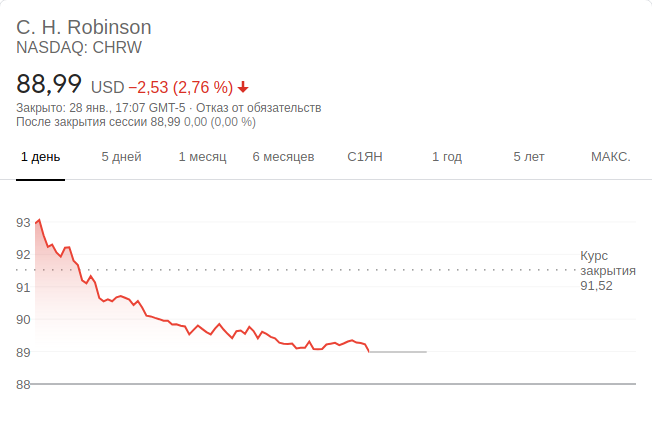 C. H. Robinson
NASDAQ: CHRW
88,99 USD −2,53 (2,76 %)
Закрыто: 28 янв., 17:07 GMT-5 · Отказ от обязательств
После закрытия сессии 88,99 0,00 (0,00 %)
1 день 5 дней 1 месяц 6 месяцев С1ЯН 1 год 5 лет МАКС.
93
92
91
90
89
88
Курс
закрытия
91,52